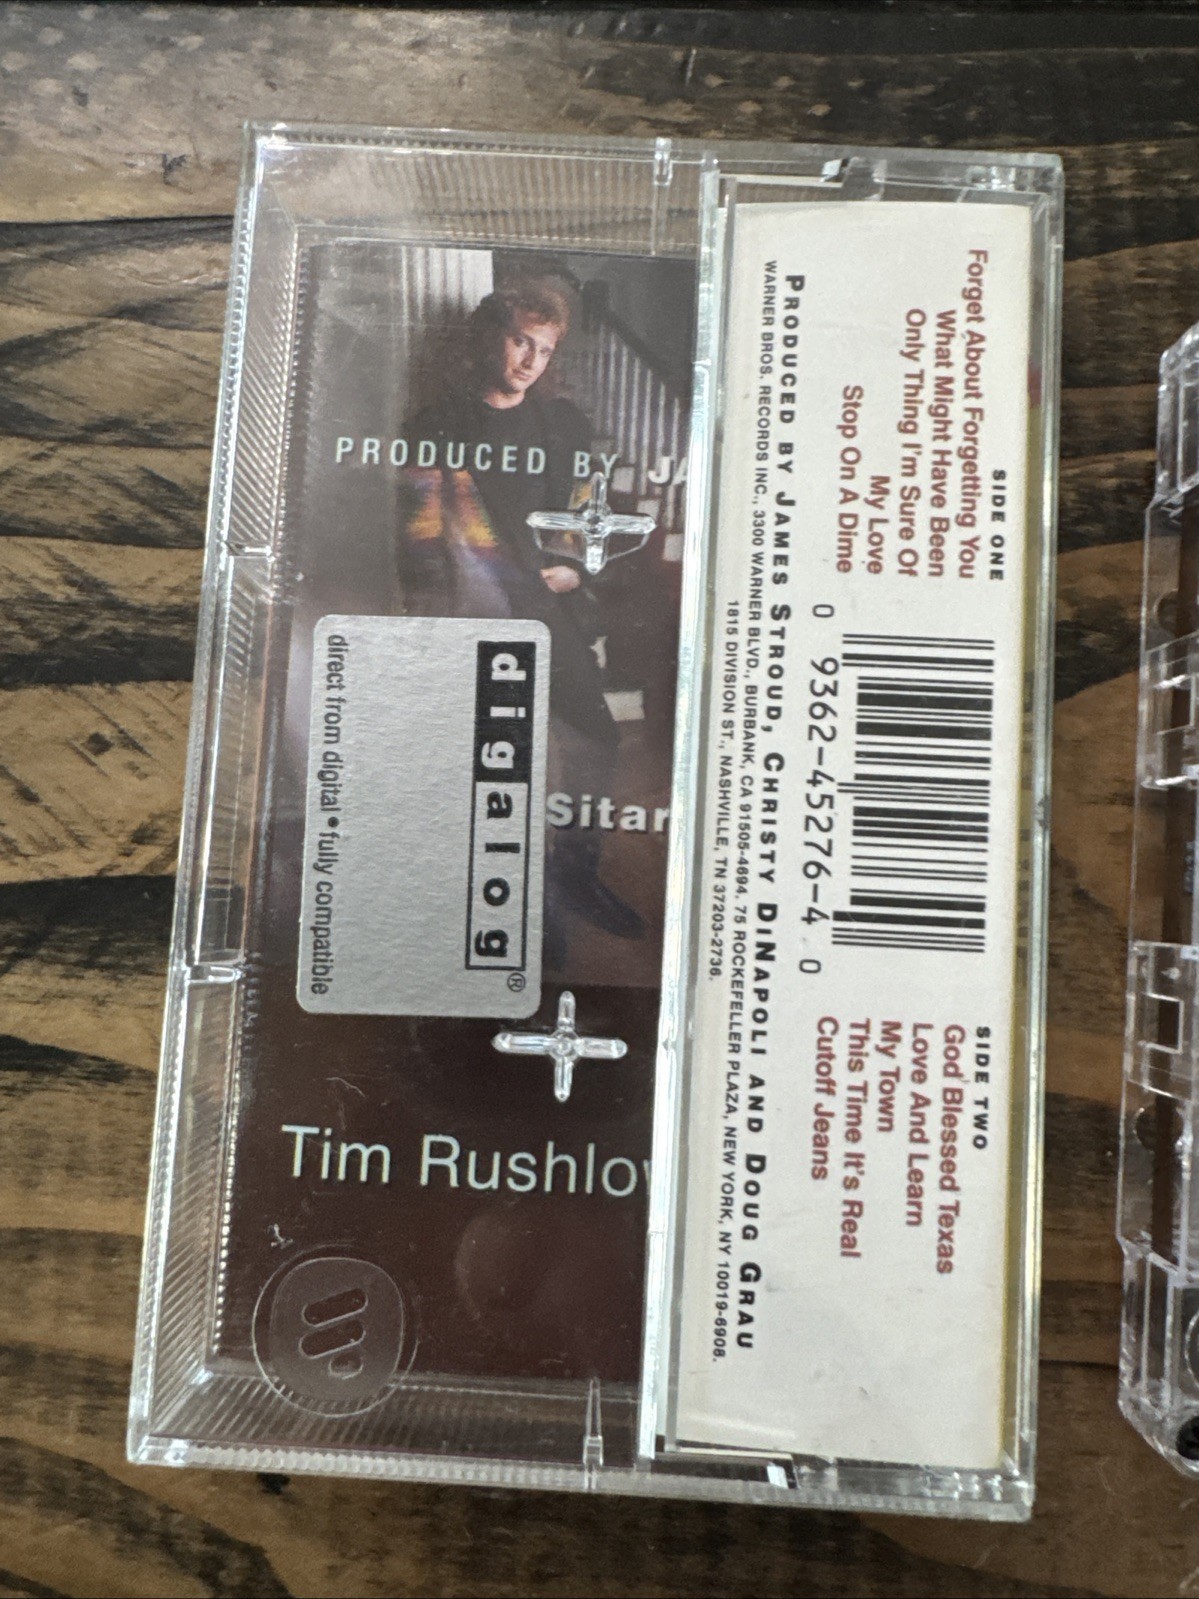 SIDE ONE
Forget About Forgetting You
What Might Have Been
Only Thing I'm Sure Of
My Love
Stop On A Dime
0 9362-45276-4 0
SIDE TWO
God Blessed Texas
Love And Learn
My Town
This Time It's Real
Cutoff Jeans
PRODUCED BY JAMES STROUD, CHRISTY DINAPOLI AND DOUG GRAU
WARNER BROS. RECORDS INC., 3300 WARNER BLVD., BURBANK, CA 91505-4694. 75 ROCKEFELLER PLAZA, NEW YORK, NY 10019-6908.
1815 DIVISION ST., NASHVILLE, TN 37203-2736.
PRODUCED BY JA
digalog®
direct from digital • fully compatible
Sitar
Tim Rushlow